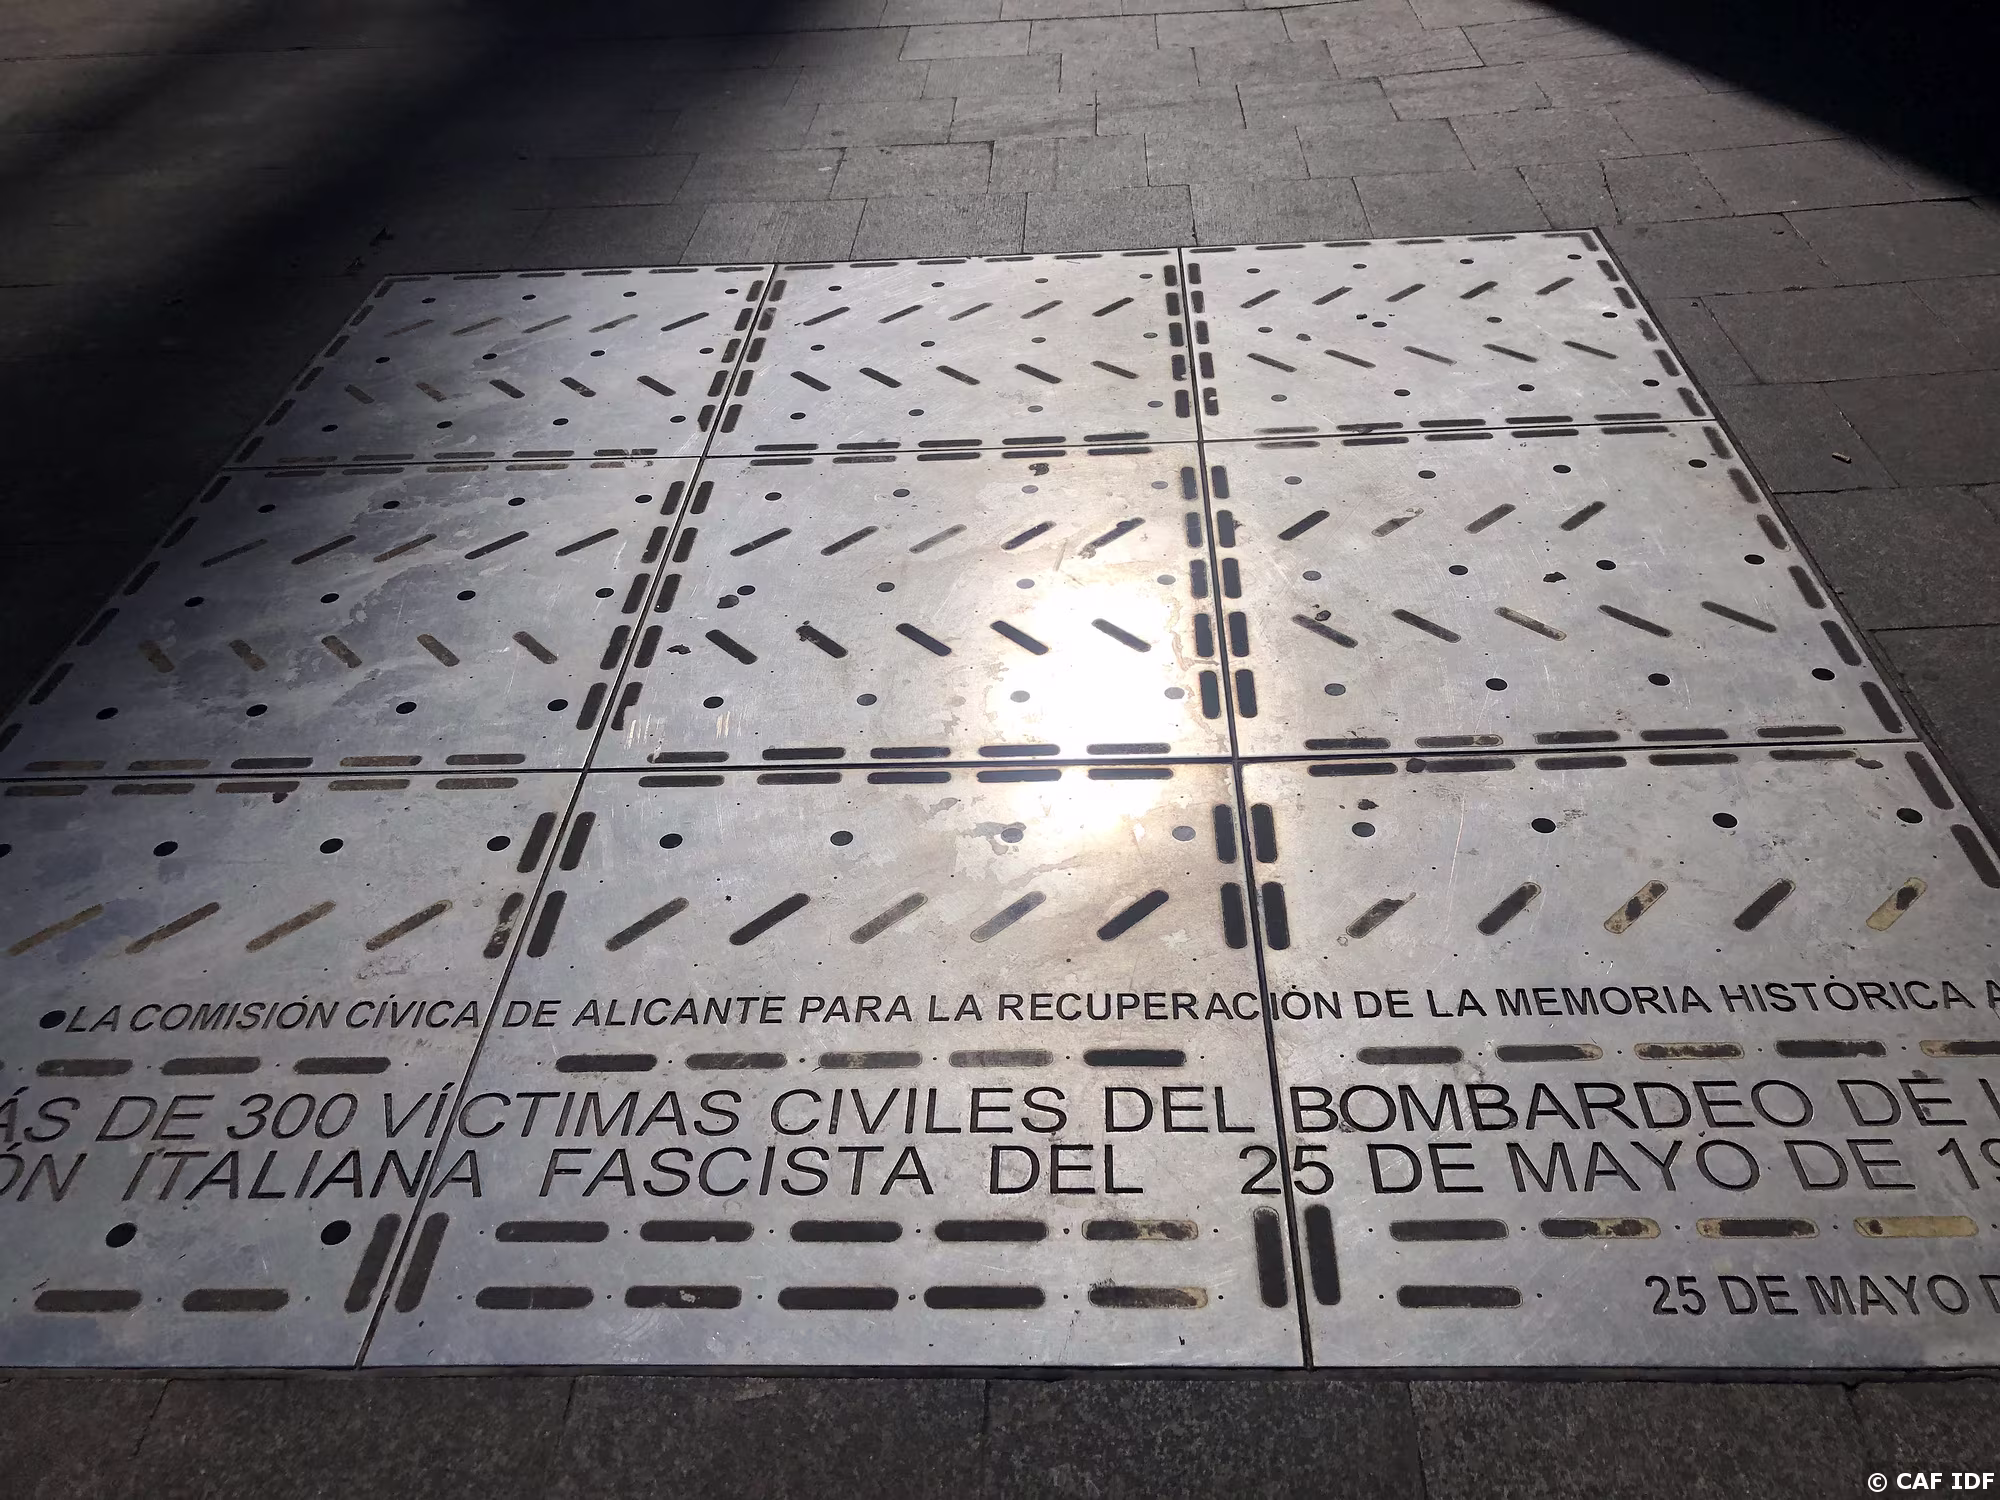 ●LA COMISIÓN CÍVICA DE ALICANTE PARA LA RECUPERACIÓN DE LA MEMORIA HISTÓRICA A
ÁS DE 300 VÍCTIMAS CIVILES DEL BOMBARDEO DE L
ÓN ITALIANA FASCISTA DEL 25 DE MAYO DE 19
25 DE MAYO D
© CAF IDF